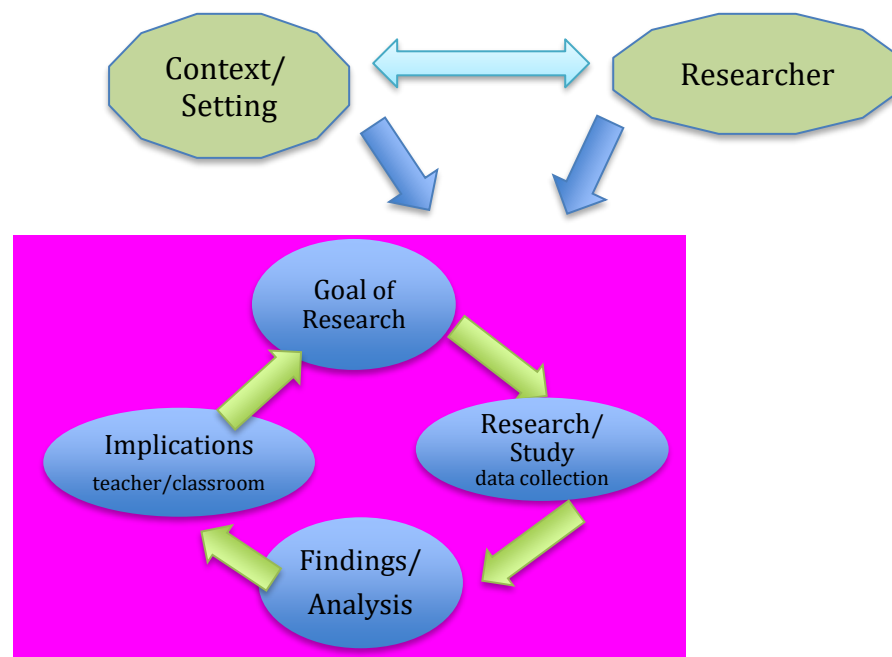 Context/
Setting
Researcher
Goal of
Research
Research/
Study
data collection
Implications
teacher/classroom
Findings/
Analysis